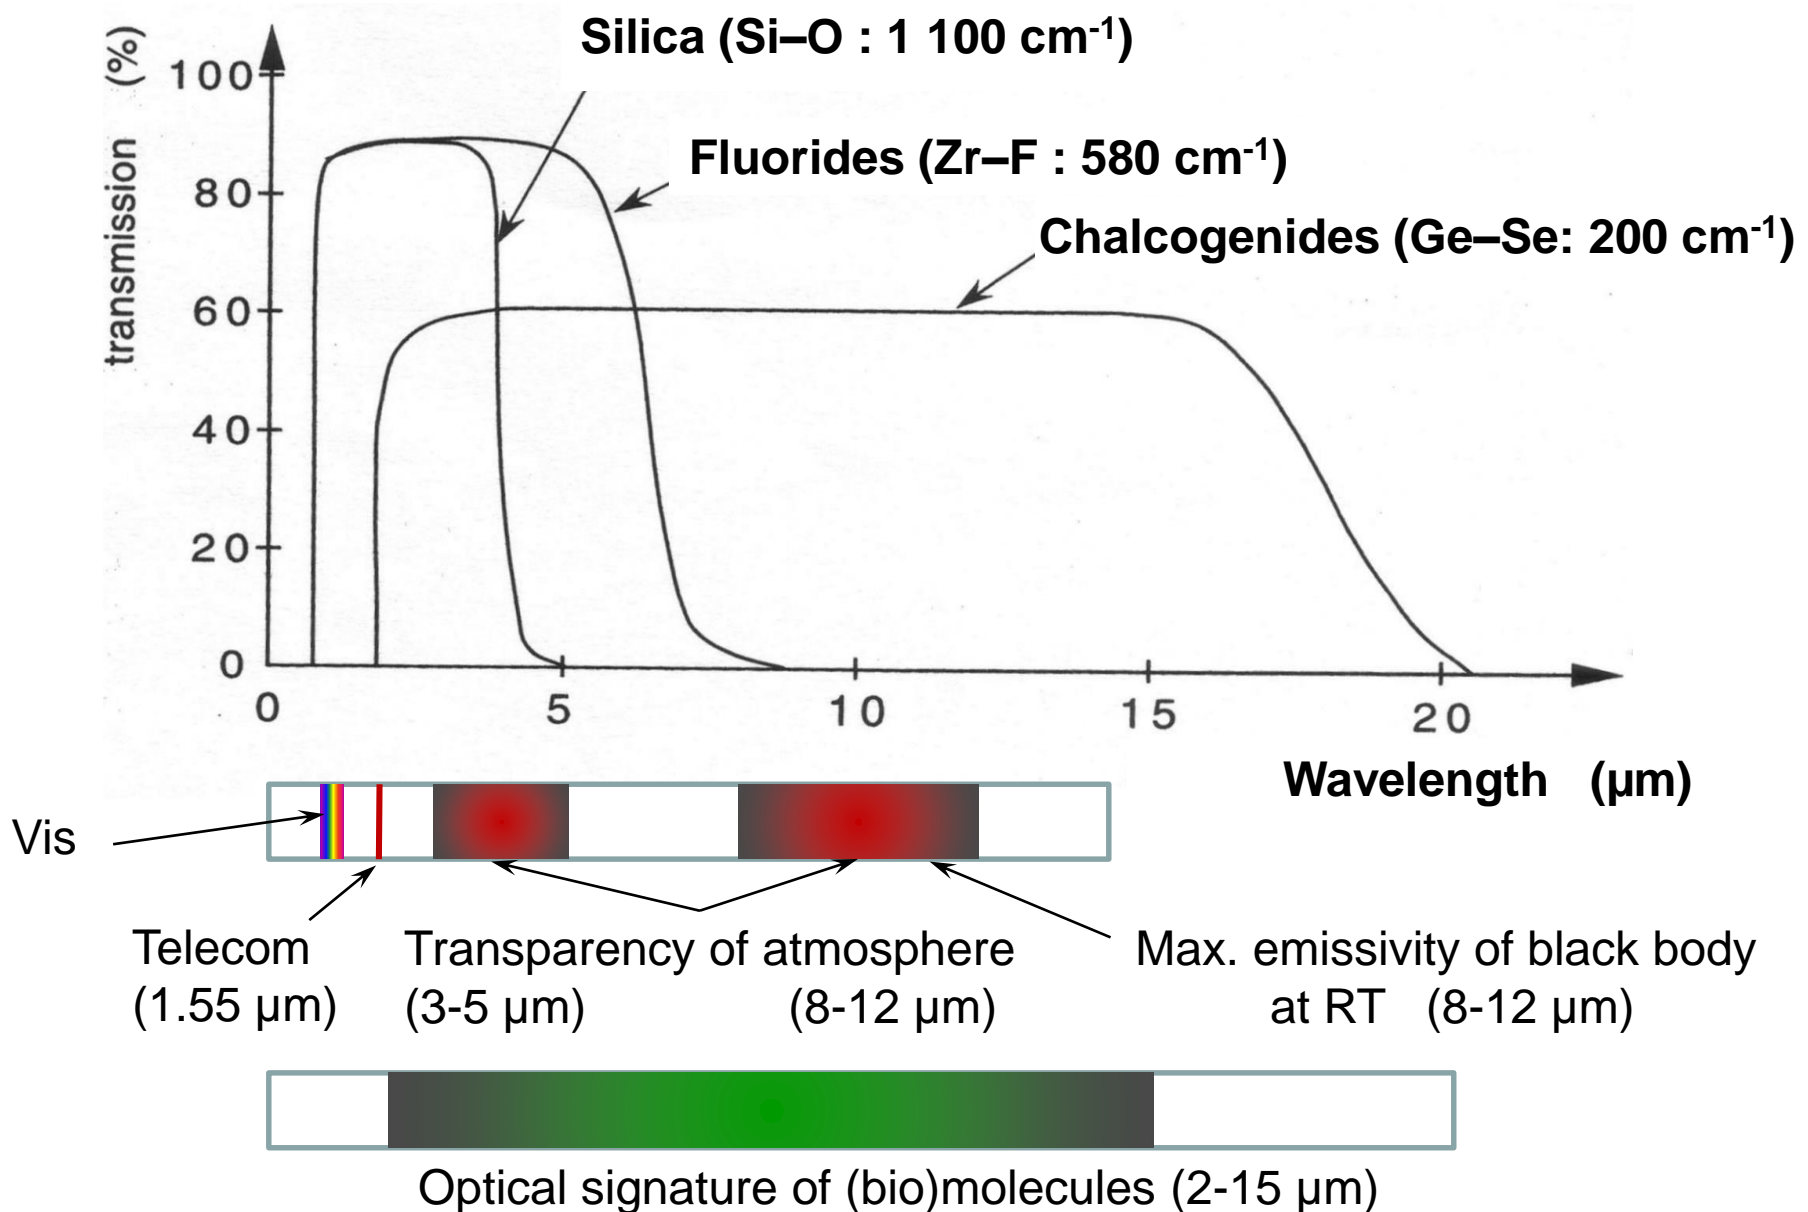 Silica (Si–O : 1 100 cm-1)
transmission (%)
100
Fluorides (Zr–F : 580 cm-1)
80
Chalcogenides (Ge–Se: 200 cm-1)
60
40
20
0
0 5 10 15 20
Wavelength (µm)
Vis
Telecom
(1.55 µm)
Transparency of atmosphere
(3-5 µm) (8-12 µm)
Max. emissivity of black body
at RT (8-12 µm)
Optical signature of (bio)molecules (2-15 µm)